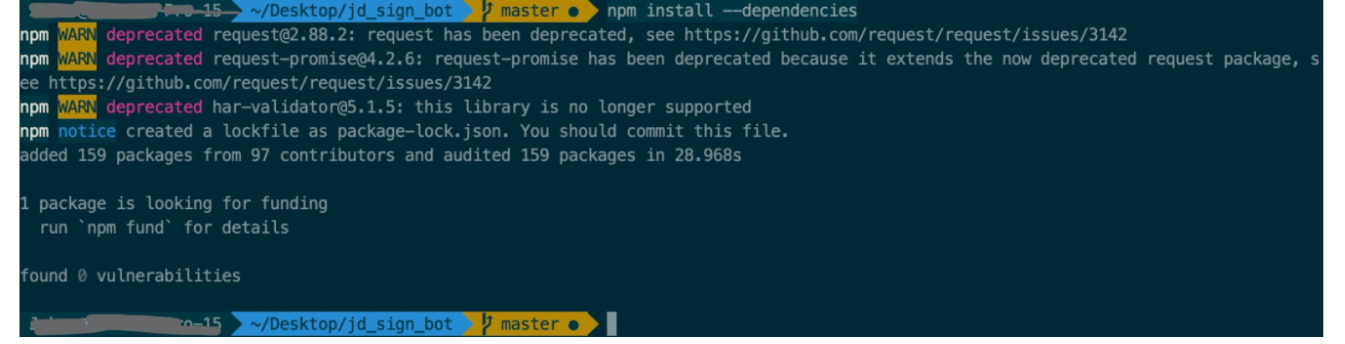 -15 ~/Desktop/jd_sign_bot master ● npm install --dependencies
npm WARN deprecated request@2.88.2: request has been deprecated, see https://github.com/request/request/issues/3142
npm WARN deprecated request-promise@4.2.6: request-promise has been deprecated because it extends the now deprecated request package, s
ee https://github.com/request/request/issues/3142
npm WARN deprecated har-validator@5.1.5: this library is no longer supported
npm notice created a lockfile as package-lock.json. You should commit this file.
added 159 packages from 97 contributors and audited 159 packages in 28.968s
1 package is looking for funding
run `npm fund` for details
found 0 vulnerabilities
o-15 ~/Desktop/jd_sign_bot master ●